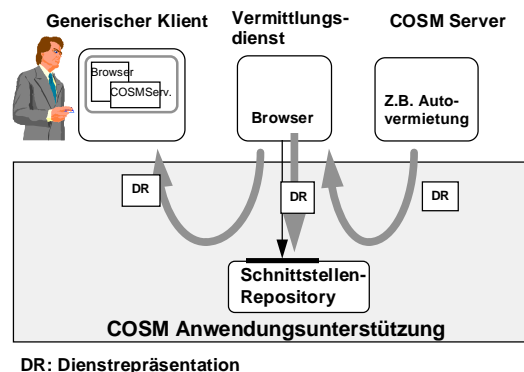 Generischer Klient
Vermittlungs-
dienst
COSM Server
Browser
COSMServ.
Browser
Z.B. Auto-
vermietung
DR
DR
DR
Schnittstellen-
Repository
COSM Anwendungsunterstützung
DR: Dienstrepräsentation